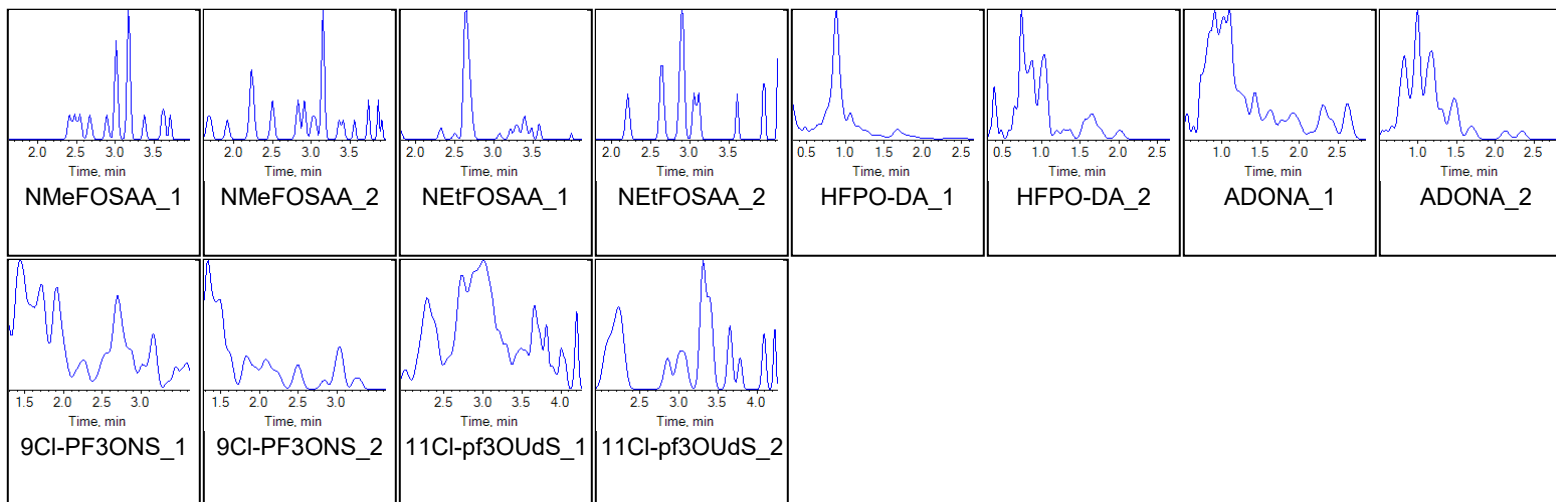 2.0 2.5 3.0 3.5 2.0 2.5 3.0 3.5 2.0 2.5 3.0 3.5 2.0 2.5 3.0 3.5 0.5 1.0 1.5 2.0 2.5 0.5 1.0 1.5 2.0 2.5 1.0 1.5 2.0 2.5 1.0 1.5 2.0 2.5
Time, min Time, min Time, min Time, min Time, min Time, min Time, min Time, min
NMeFOSAA_1 NMeFOSAA_2 NEtFOSAA_1 NEtFOSAA_2 HFPO-DA_1 HFPO-DA_2 ADONA_1 ADONA_2
1.5 2.0 2.5 3.0 1.5 2.0 2.5 3.0 2.5 3.0 3.5 4.0 2.5 3.0 3.5 4.0
Time, min Time, min Time, min Time, min
9Cl-PF3ONS_1 9Cl-PF3ONS_2 11Cl-pf3OUdS_1 11Cl-pf3OUdS_2